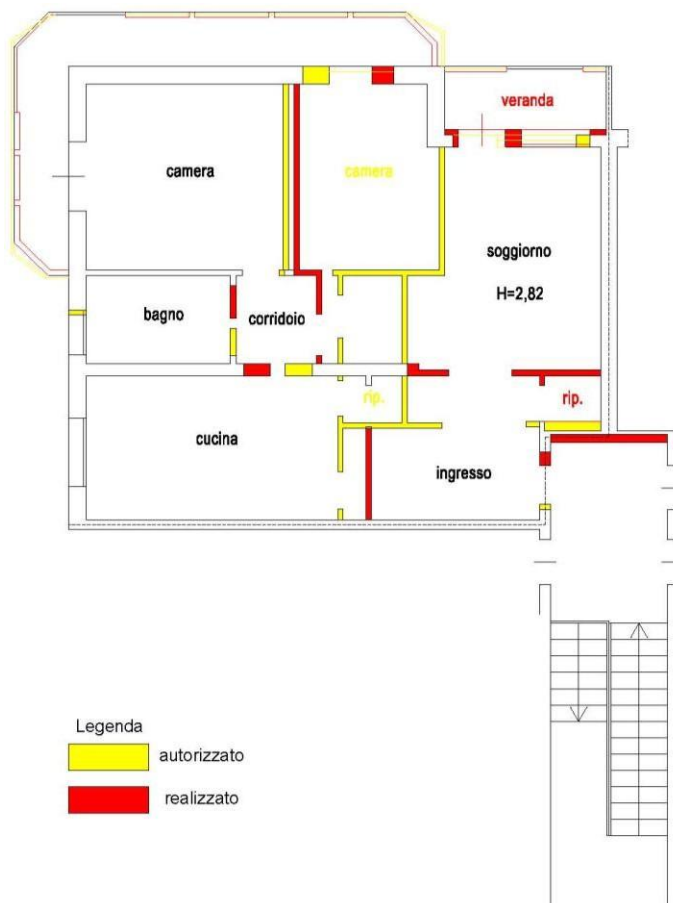 veranda
camera
camera
soggiorno
H=2,82
bagno
corridoio
rip.
rip.
cucina
ingresso
Legenda
autorizzato
realizzato